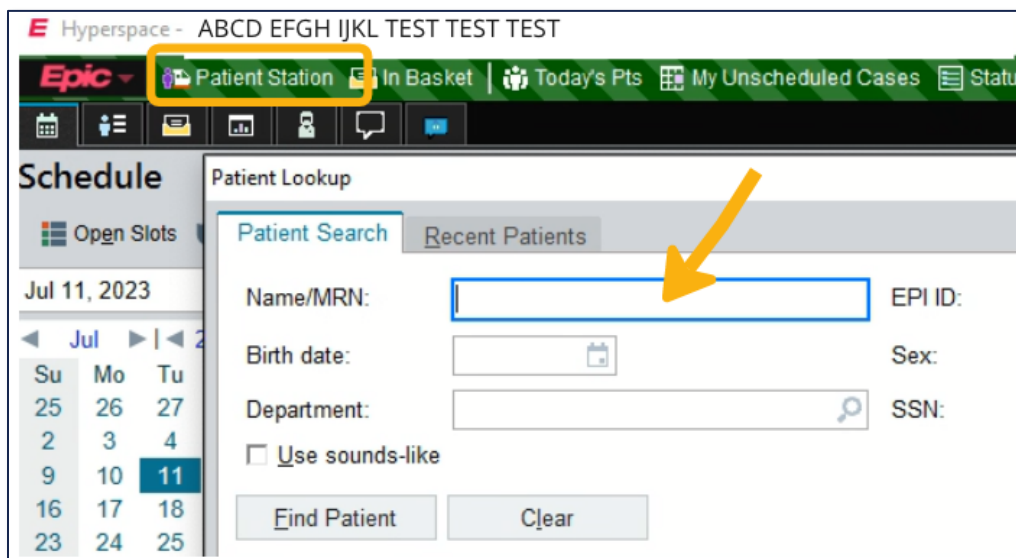 E Hyperspace - ABCD EFGH IJKL TEST TEST TEST
Epic Patient Station In Basket Today's Pts My Unscheduled Cases Statu
Schedule
Patient Lookup
Open Slots
Patient Search Recent Patients
Jul 11, 2023
Name/MRN: EPI ID:
Jul 2
Birth date: Sex:
Su Mo Tu
25 26 27
Department: SSN:
2 3 4
Use sounds-like
9 10 11
16 17 18
Find Patient Clear
23 24 25